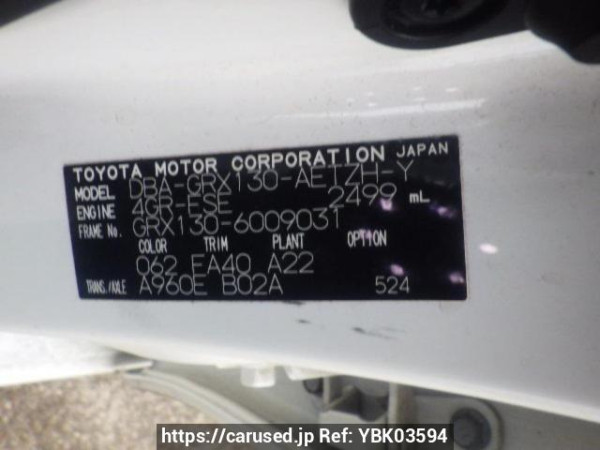 TOYOTA MOTOR CORPORATION JAPAN
MODEL DBA-GRX130-AETZH-Y
ENGINE 4GR-FSE 2499 mL
FRAME No. GRX130-6009031
COLOR TRIM PLANT OPTION
062 FA40 A22
TRANS./AXLE A960E B02A 524
https://carused.jp Ref: YBK03594